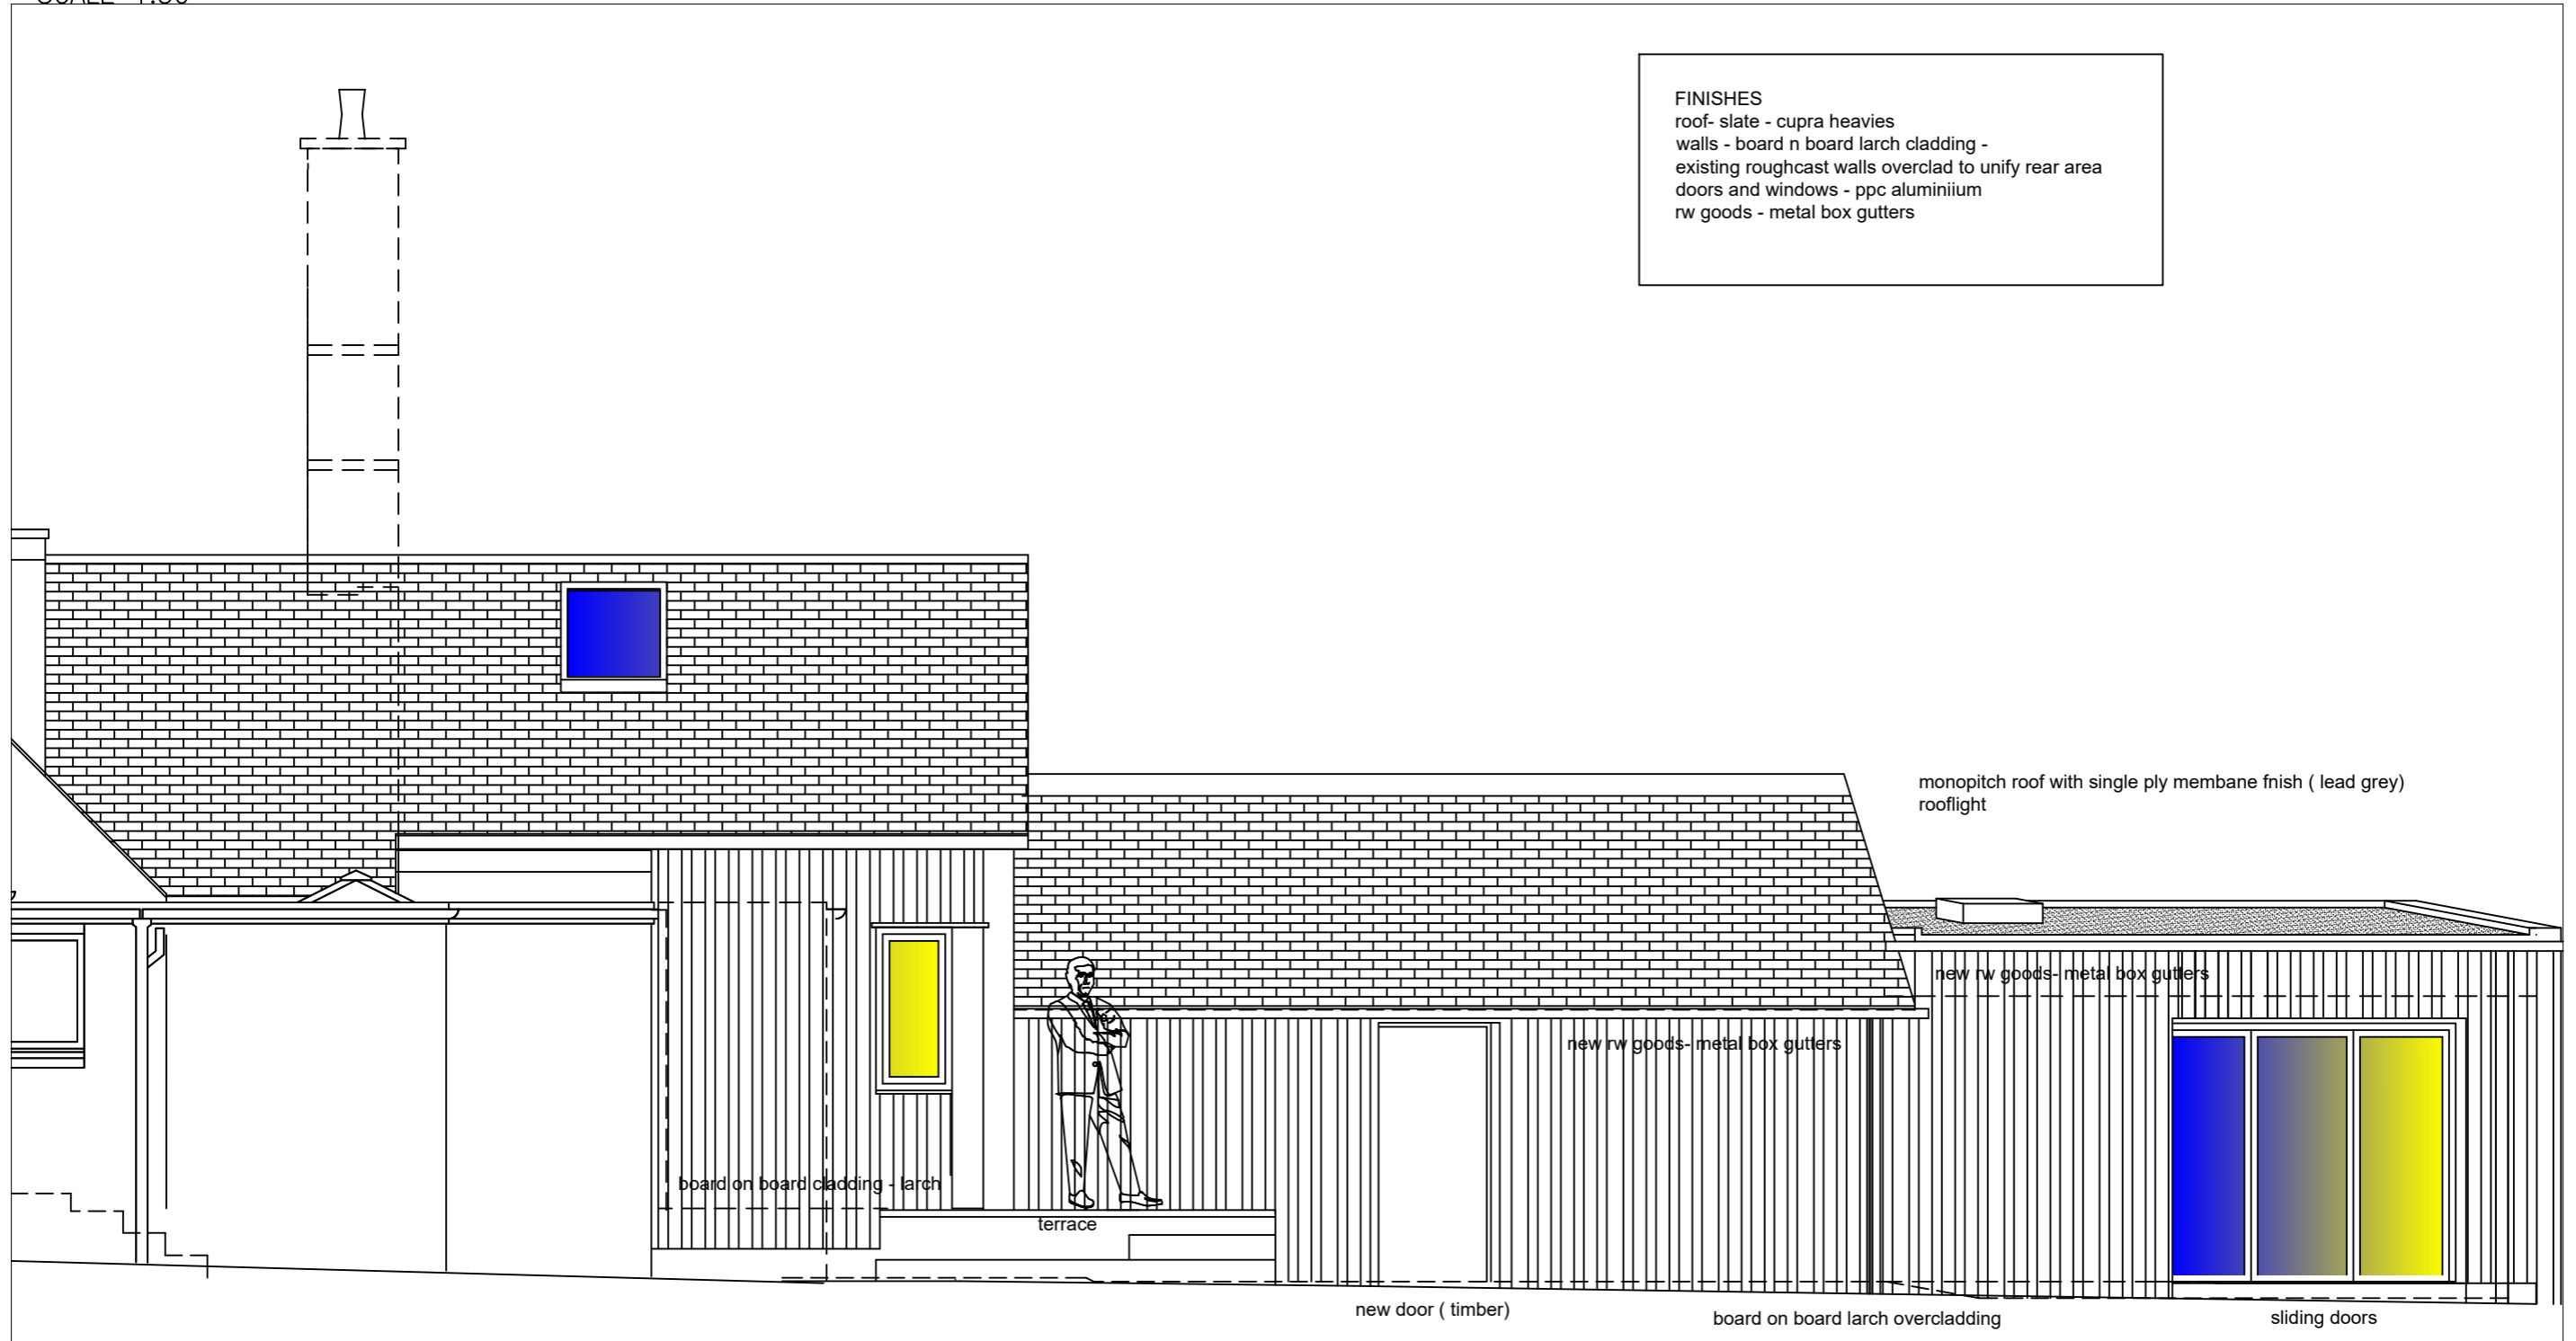 FINISHES
roof- slate - cupra heavies
walls - board n board larch cladding -
existing roughcast walls overclad to unify rear area
doors and windows - ppc aluminiium
rw goods - metal box gutters
monopitch roof with single ply membane fnish ( lead grey)
rooflight
new rw goods- metal box gutters
new rw goods- metal box gutters
board on board cladding - larch
terrace
new door ( timber)
board on board larch overcladding
sliding doors